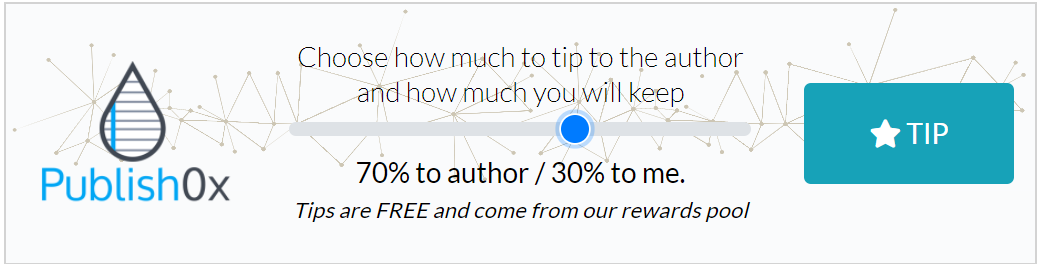 Choose how much to tip to the author
and how much you will keep
Publish0x
TIP
70% to author / 30% to me.
Tips are FREE and come from our rewards pool